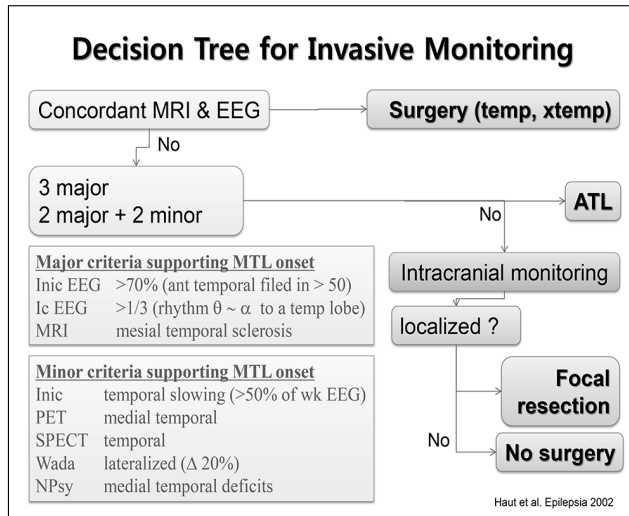 Decision Tree for Invasive Monitoring
Concordant MRI & EEG
Surgery (temp, xtemp)
No
3 major
2 major + 2 minor
ATL
No
Major criteria supporting MTL onset
Inic EEG >70% (ant temporal filed in > 50)
Ic EEG >1/3 (rhythm θ ~ α to a temp lobe)
MRI mesial temporal sclerosis
Intracranial monitoring
localized ?
Minor criteria supporting MTL onset
Inic temporal slowing (>50% of wk EEG)
PET medial temporal
SPECT temporal
Wada lateralized (Δ 20%)
NPsy medial temporal deficits
Focal
resection
No
No surgery
Haut et al. Epilepsia 2002